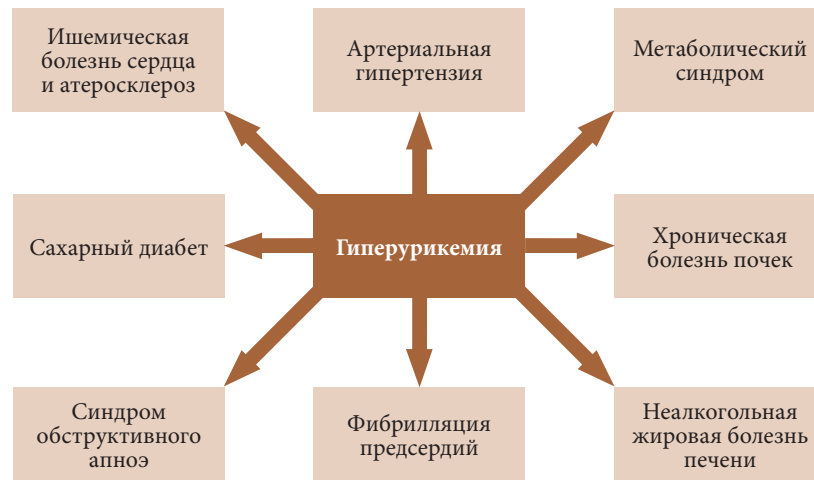 Ишемическая
болезнь сердца
и атеросклероз
Артериальная
гипертензия
Метаболический
синдром
Сахарный диабет
Гиперурикемия
Хроническая
болезнь почек
Синдром
обструктивного
апноэ
Фибрилляция
предсердий
Неалкогольная
жировая болезнь
печени